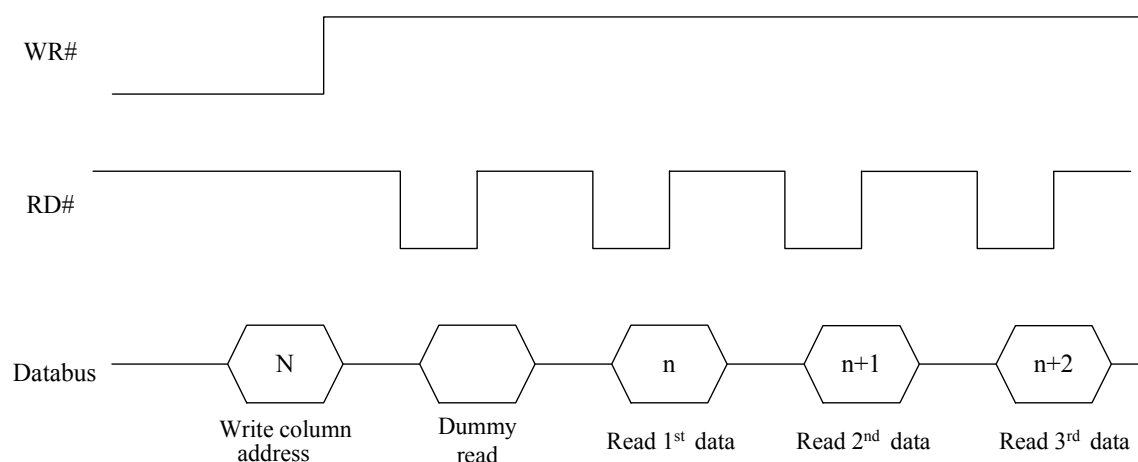 WR#
RD#
Databus
N
n
n+1
n+2
Write column
address
Dummy
read
Read 1st data
Read 2nd data
Read 3rd data